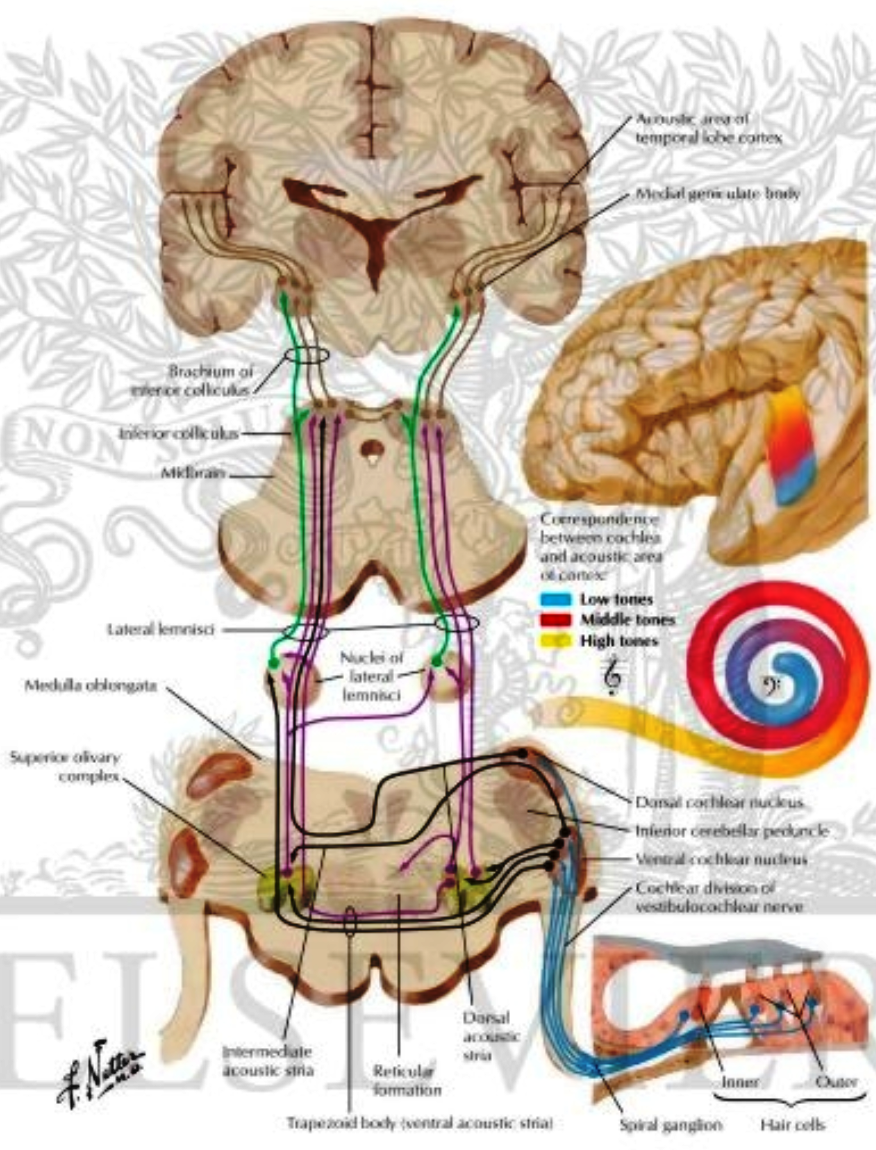 Acoustic area of
temporal lobe cortex
Medial geniculate body
Brachium of
inferior colliculus
NON SOLUS
Inferior colliculus
Midbrain
Correspondence
between cochlea
and acoustic area
of cortex:
Low tones
Middle tones
High tones
Lateral lemnisci
Nuclei of
lateral
lemnisci
Medulla oblongata
Superior olivary
complex
Dorsal cochlear nucleus
Inferior cerebellar peduncle
Ventral cochlear nucleus
Cochlear division of
vestibulocochlear nerve
ELSEVIER
Dorsal
acoustic
stria
Intermediate
acoustic stria
Reticular
formation
Inner
Outer
Trapezoid body (ventral acoustic stria)
Spiral ganglion
Hair cells
F. Netter
M.D.